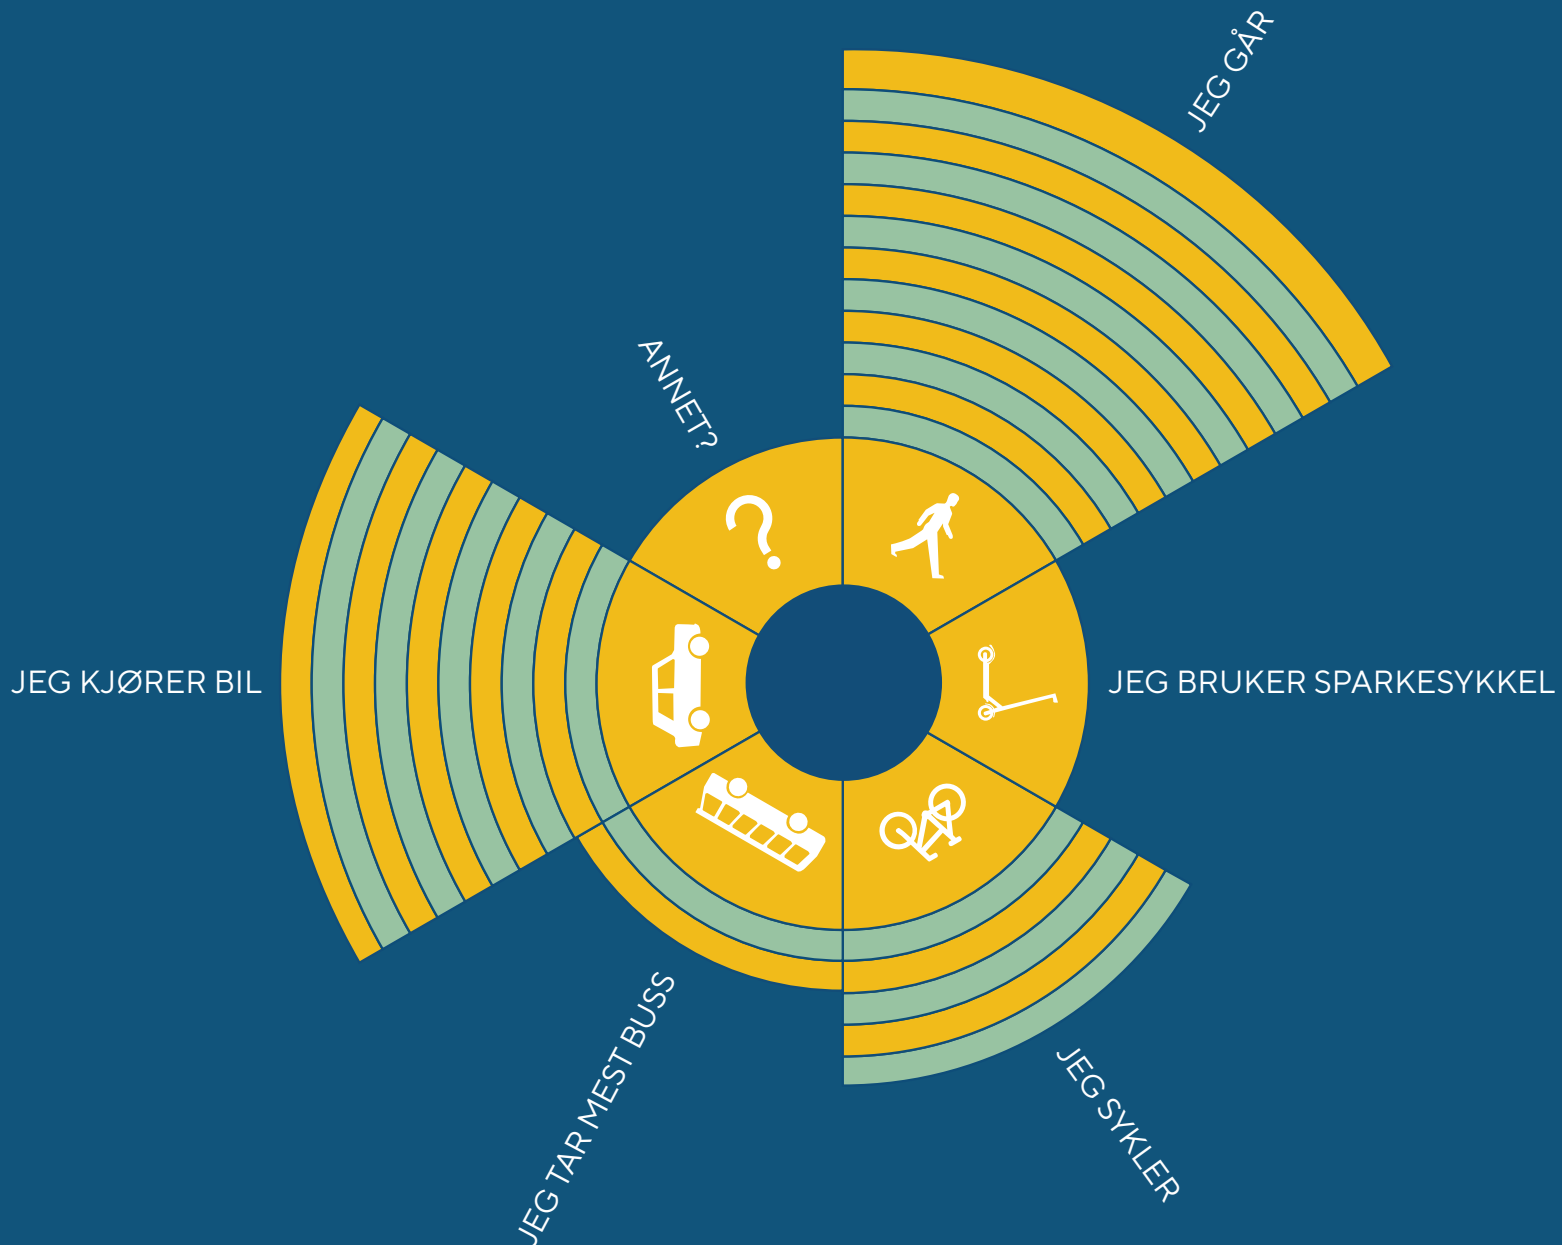 JEG GÅR
ANNET?
JEG KJØRER BIL
JEG BRUKER SPARKESYKKEL
JEG TAR MEST BUSS
JEG SYKLER